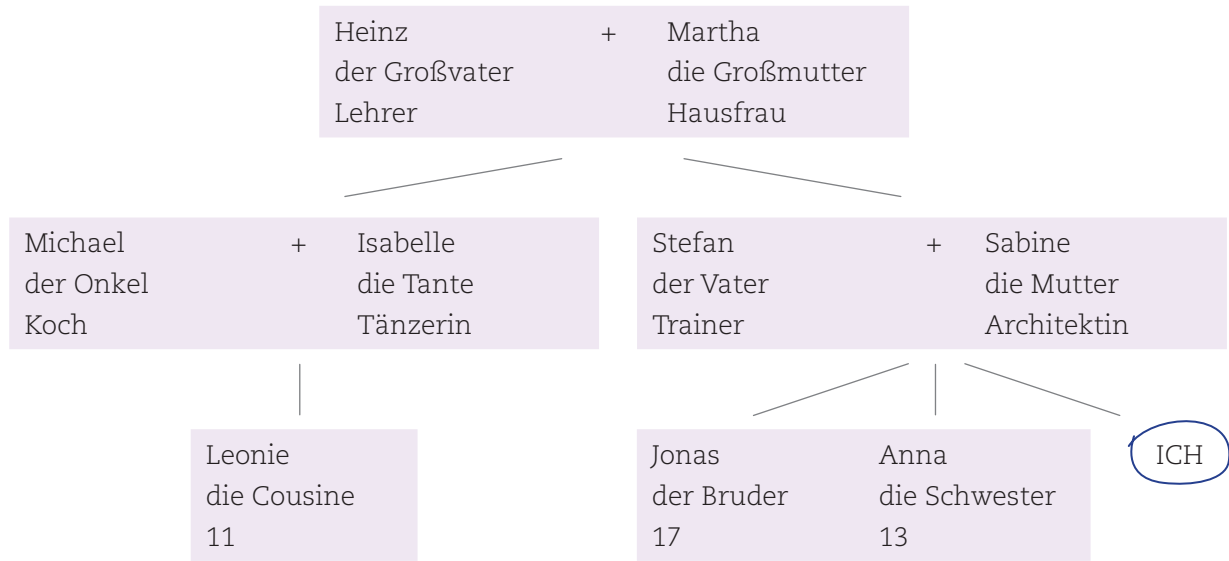 Heinz + Martha
der Großvater die Großmutter
Lehrer Hausfrau
Michael + Isabelle
der Onkel die Tante
Koch Tänzerin
Stefan + Sabine
der Vater die Mutter
Trainer Architektin
Leonie
die Cousine
11
Jonas Anna
der Bruder die Schwester
17 13
ICH